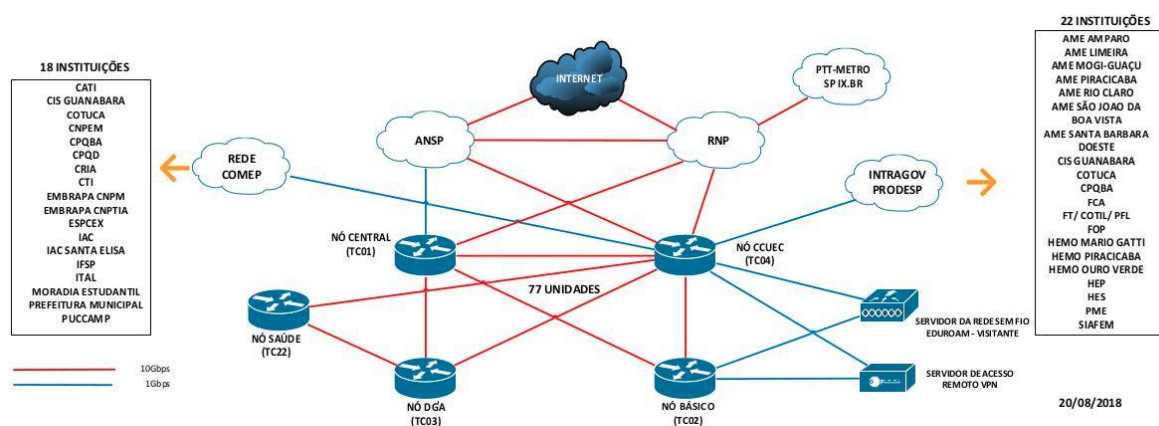 18 INSTITUIÇÕES
CATI
CIS GUANABARA
COTUCA
CNPEM
CPQBA
CPQD
CRIA
CTI
EMBRAPA CNPM
EMBRAPA CNPTIA
ESPCEX
IAC
IAC SANTA ELISA
IFSP
ITAL
MORADIA ESTUDANTIL
PREFEITURA MUNICIPAL
PUCCAMP
10Gbps
1Gbps
INTERNET
PTT-METRO
SP IX.BR
ANSP
RNP
REDE
COMEP
INTRAGOV
PRODESP
NÓ CENTRAL
(TC01)
NÓ CCUEC
(TC04)
77 UNIDADES
NÓ SAÚDE
(TC22)
NÓ DGA
(TC03)
NÓ BÁSICO
(TC02)
SERVIDOR DA REDE SEM FIO
EDUROAM - VISITANTE
SERVIDOR DE ACESSO
REMOTO VPN
22 INSTITUIÇÕES
AME AMPARO
AME LIMEIRA
AME MOGI-GUAÇU
AME PIRACICABA
AME RIO CLARO
AME SÃO JOAO DA
BOA VISTA
AME SANTA BARBARA
DOESTE
CIS GUANABARA
COTUCA
CPQBA
FCA
FT/ COTIL/ PFL
FOP
HEMO MARIO GATTI
HEMO PIRACICABA
HEMO OURO VERDE
HEP
HES
PME
SIAFEM
20/08/2018